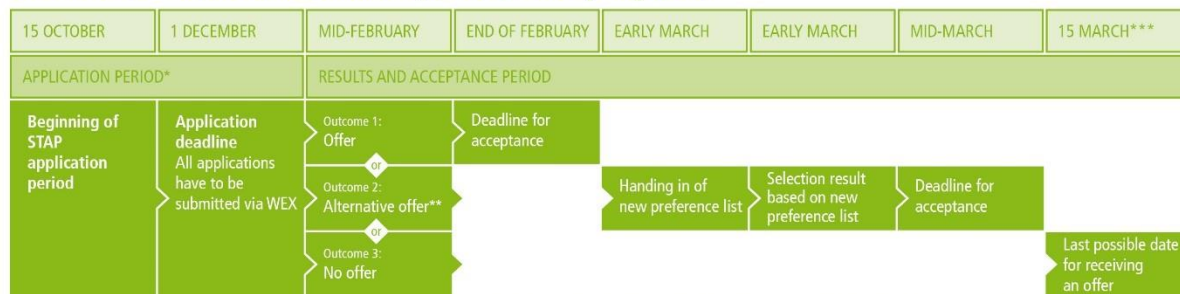 15 OCTOBER
1 DECEMBER
MID-FEBRUARY
END OF FEBRUARY
EARLY MARCH
EARLY MARCH
MID-MARCH
15 MARCH***
APPLICATION PERIOD*
RESULTS AND ACCEPTANCE PERIOD
Beginning of
STAP
application
period
Application
deadline
All applications
have to be
submitted via WEX
Outcome 1:
Offer
or
Outcome 2:
Alternative offer**
or
Outcome 3:
No offer
Deadline for
acceptance
Handing in of
new preference list
Selection result
based on new
preference list
Deadline for
acceptance
Last possible date
for receiving
an offer